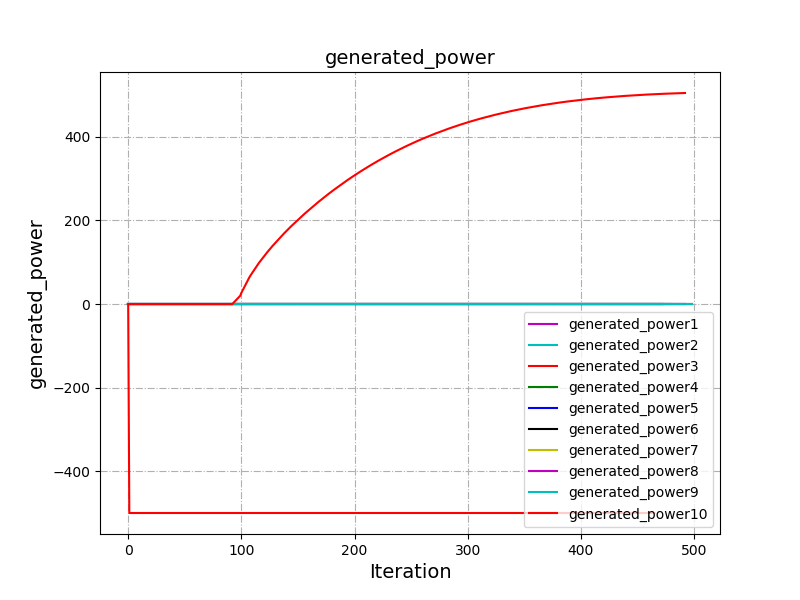 generated_power
generated_power
400
200
0
−200
−400
0
100
200
300
400
500
Iteration
generated_power1
generated_power2
generated_power3
generated_power4
generated_power5
generated_power6
generated_power7
generated_power8
generated_power9
generated_power10